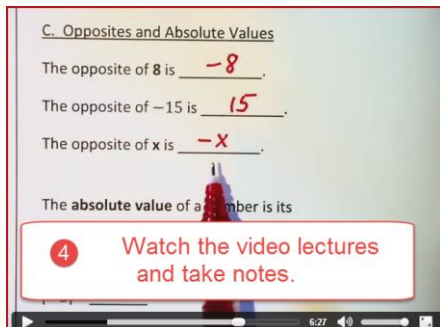 C. Opposites and Absolute Values
The opposite of 8 is -8.
The opposite of −15 is 15.
The opposite of x is -x.
The absolute value of a is its
4 Watch the video lectures
and take notes.
6:27